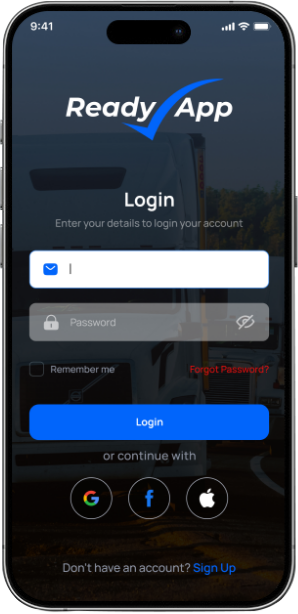 9:41
Ready App
Login
Enter your details to login your account
Password
Remember me
Forgot Password?
Login
or continue with
G
f
Don't have an account? Sign Up